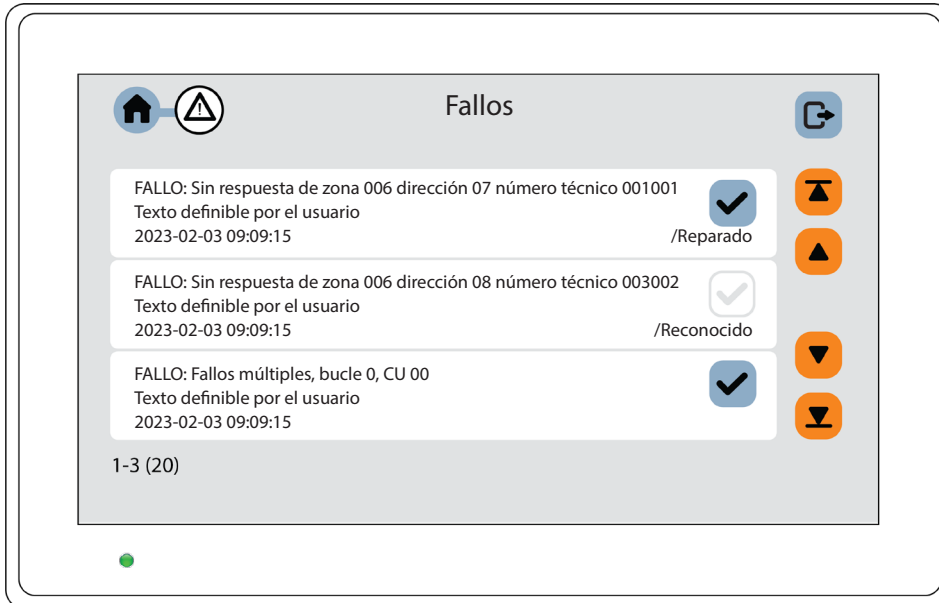 Fallos
FALLO: Sin respuesta de zona 006 dirección 07 número técnico 001001
Texto definible por el usuario
2023-02-03 09:09:15 /Reparado
FALLO: Sin respuesta de zona 006 dirección 08 número técnico 003002
Texto definible por el usuario
2023-02-03 09:09:15 /Reconocido
FALLO: Fallos múltiples, bucle 0, CU 00
Texto definible por el usuario
2023-02-03 09:09:15
1-3 (20)